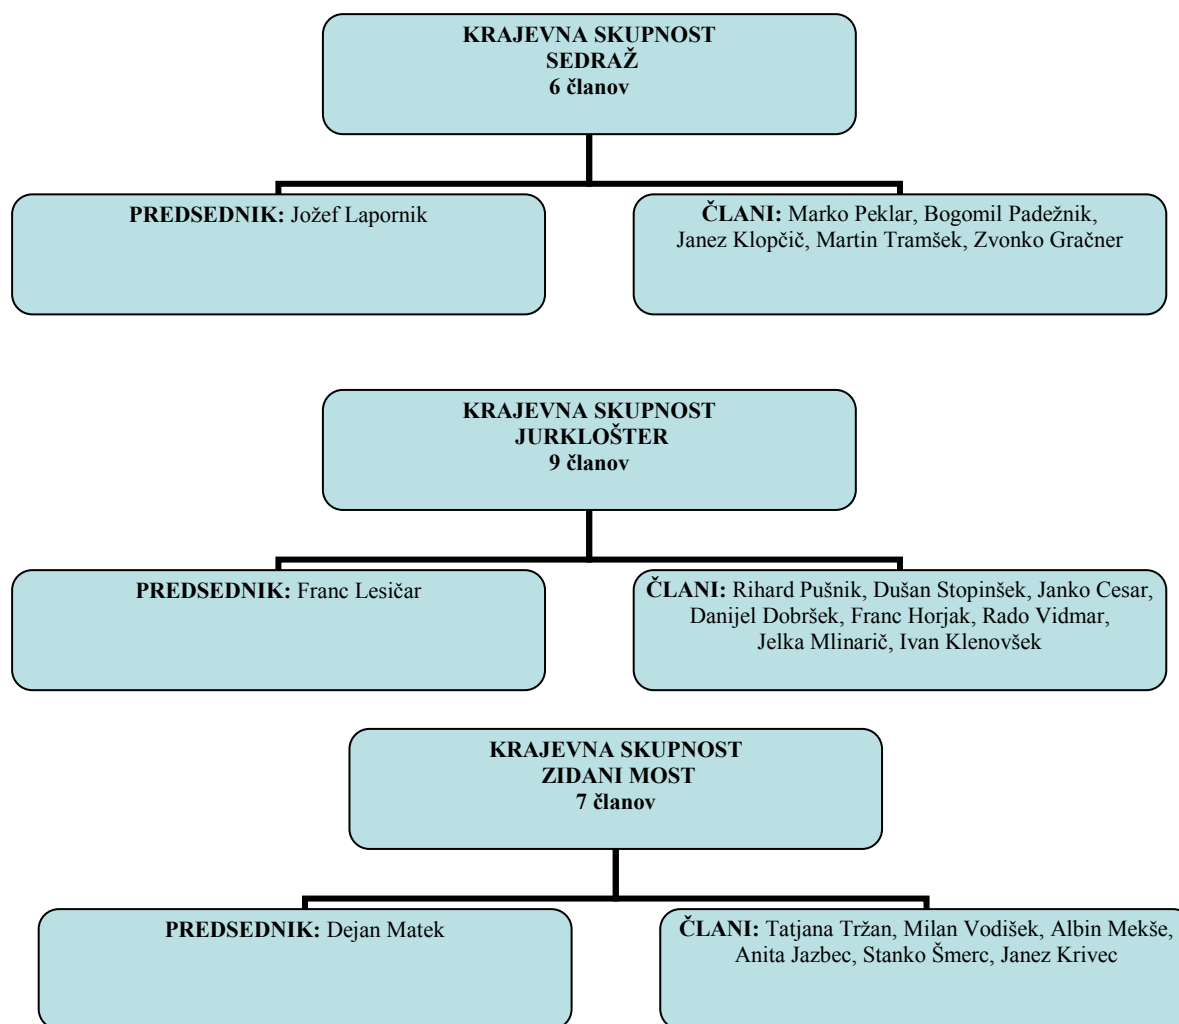 KRAJEVNA SKUPNOST
SEDRAŽ
6 članov
PREDSEDNIK: Jožef Lapornik
ČLANI: Marko Peklar, Bogomil Padežnik,
Janez Klopčič, Martin Tramšek, Zvonko Gračner
KRAJEVNA SKUPNOST
JURKLOŠTER
9 članov
PREDSEDNIK: Franc Lesičar
ČLANI: Rihard Pušnik, Dušan Stopinšek, Janko Cesar,
Danijel Dobršek, Franc Horjak, Rado Vidmar,
Jelka Mlinarič, Ivan Klenovšek
KRAJEVNA SKUPNOST
ZIDANI MOST
7 članov
PREDSEDNIK: Dejan Matek
ČLANI: Tatjana Tržan, Milan Vodišek, Albin Mekše,
Anita Jazbec, Stanko Šmerc, Janez Krivec